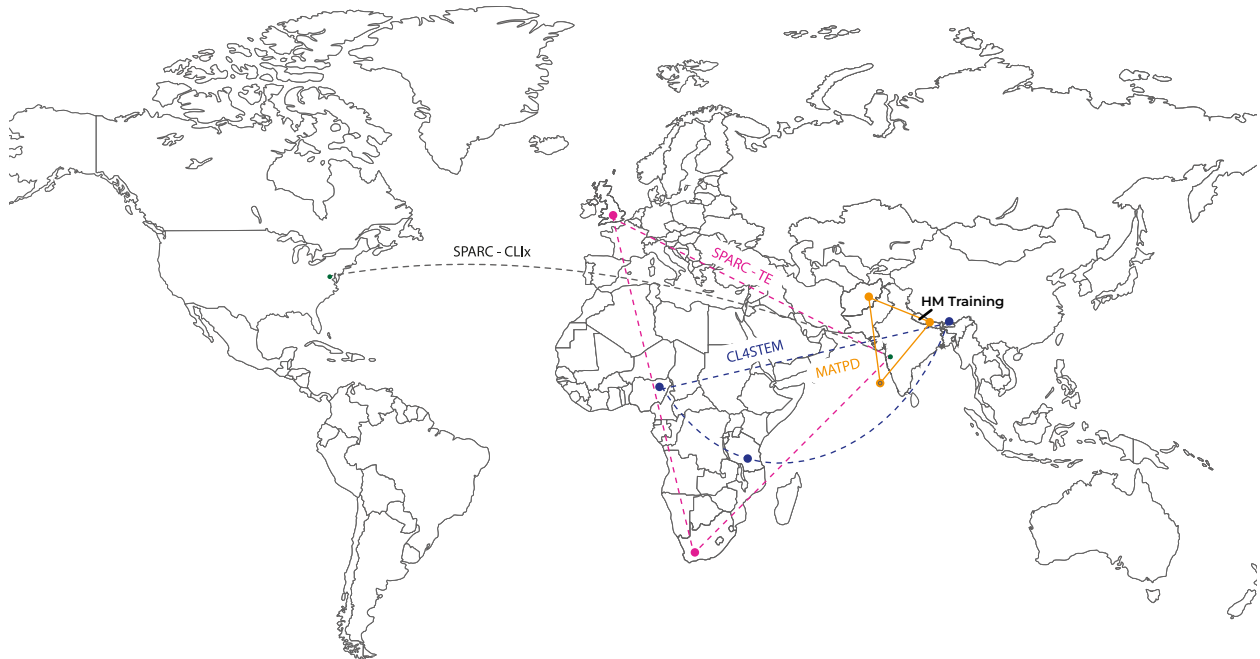 SPARC - CLIx
SPARC - TE
HM Training
CL4STEM
MATPD